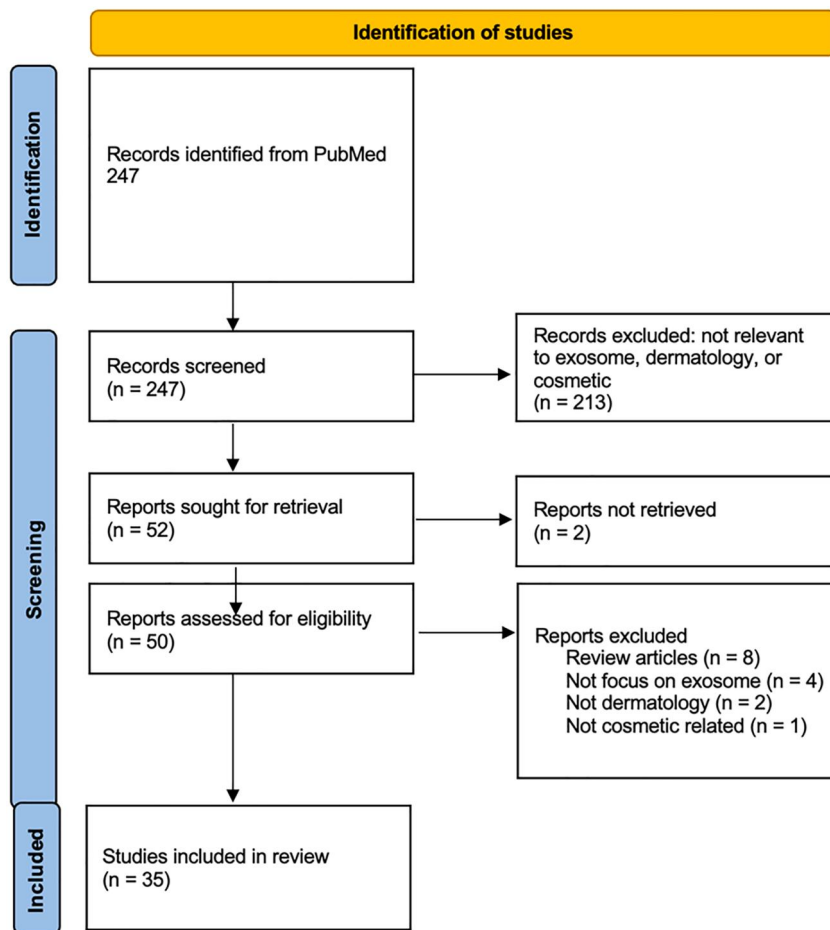 Identification of studies
Identification
Records identified from PubMed
247
Screening
Records screened
(n = 247)
Records excluded: not relevant
to exosome, dermatology, or
cosmetic
(n = 213)
Reports sought for retrieval
(n = 52)
Reports not retrieved
(n = 2)
Reports assessed for eligibility
(n = 50)
Reports excluded
Review articles (n = 8)
Not focus on exosome (n = 4)
Not dermatology (n = 2)
Not cosmetic related (n = 1)
Included
Studies included in review
(n = 35)